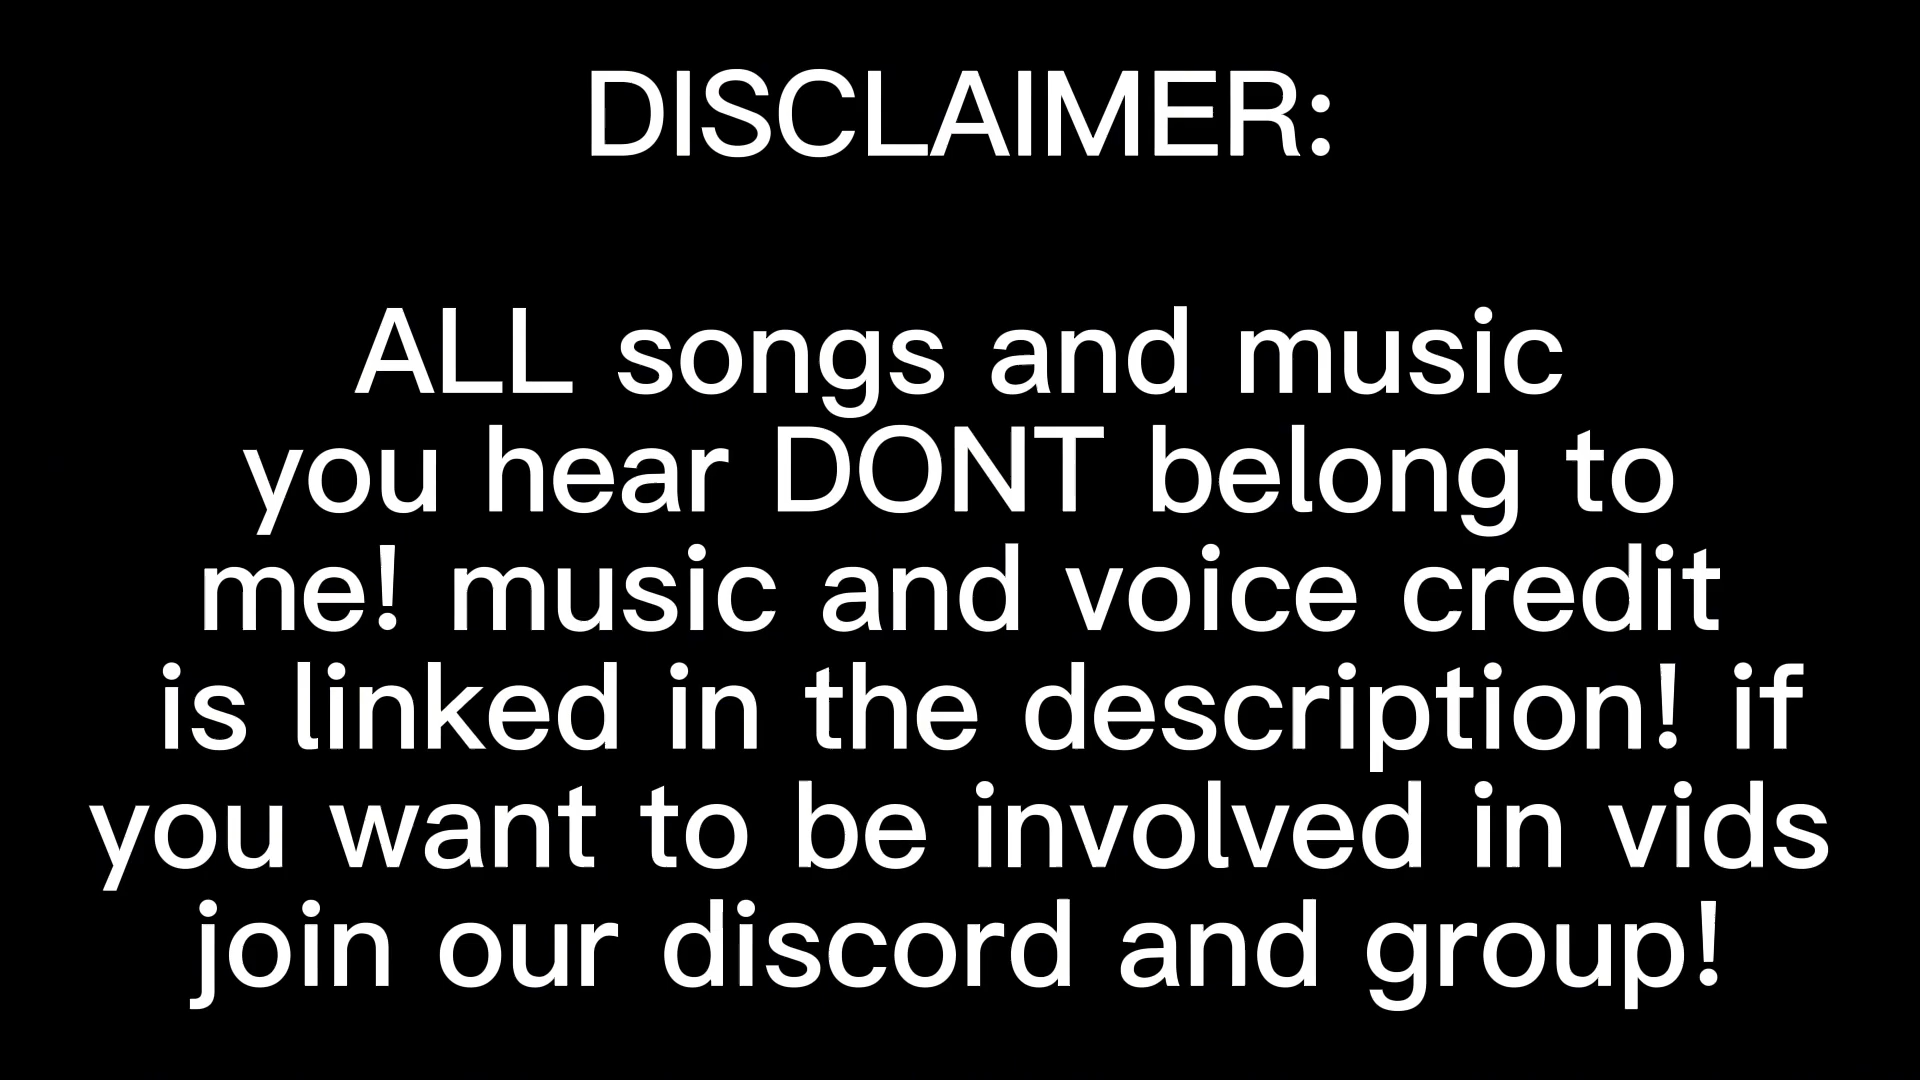 DISCLAIMER:
ALL songs and music
you hear DONT belong to
me! music and voice credit
is linked in the description! if
you want to be involved in vids
join our discord and group!